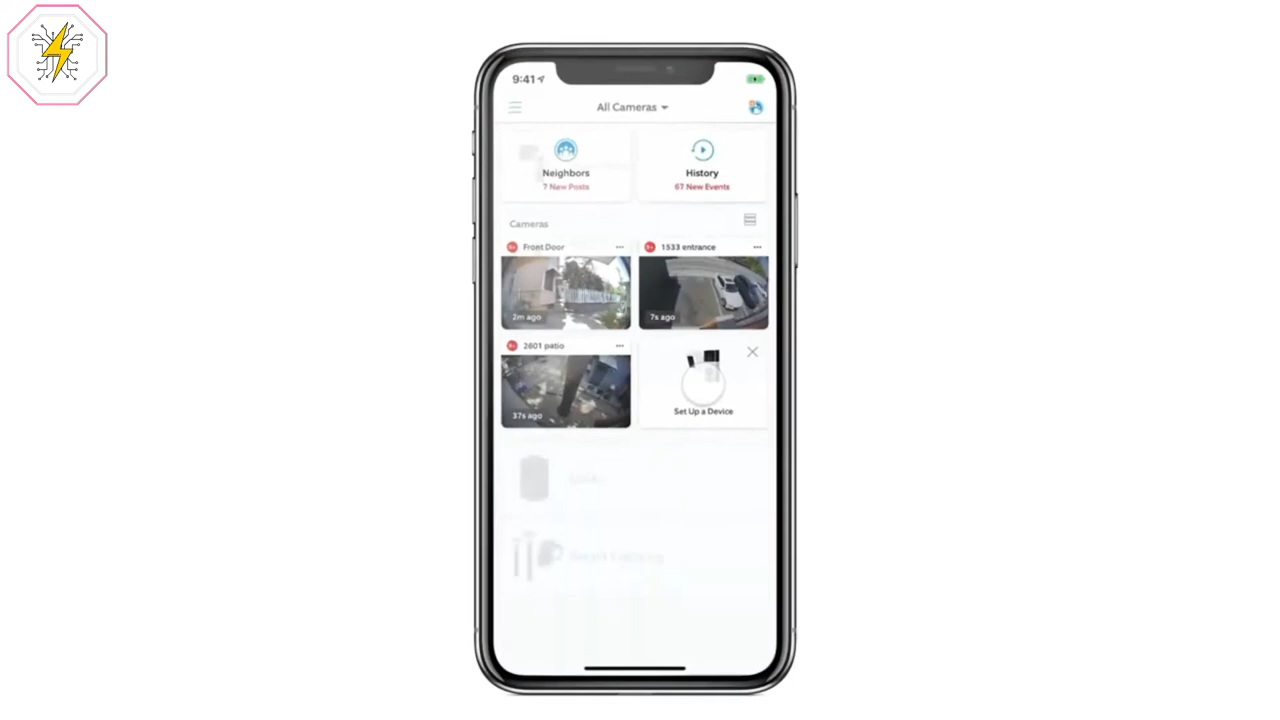 9:41
All Cameras
Neighbors
7 New Posts
History
67 New Events
Cameras
Front Door
1533 entrance
2m ago
7s ago
2601 patio
37s ago
Set Up a Device